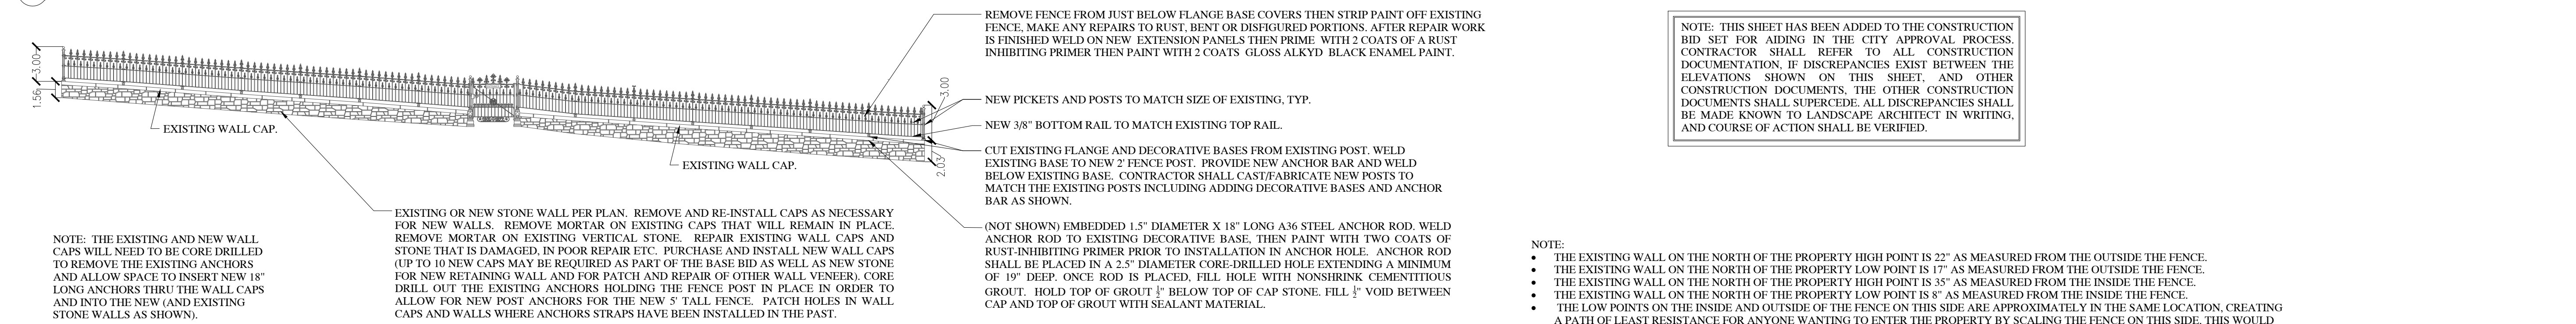 REMOVE FENCE FROM JUST BELOW FLANGE BASE COVERS THEN STRIP PAINT OFF EXISTING
FENCE, MAKE ANY REPAIRS TO RUST, BENT OR DISFIGURED PORTIONS. AFTER REPAIR WORK
IS FINISHED WELD ON NEW EXTENSION PANELS THEN PRIME WITH 2 COATS OF A RUST
INHIBITING PRIMER THEN PAINT WITH 2 COATS GLOSS ALKYD BLACK ENAMEL PAINT.
3.00
1.56
3.00
2.03
NEW PICKETS AND POSTS TO MATCH SIZE OF EXISTING, TYP.
NEW 3/8" BOTTOM RAIL TO MATCH EXISTING TOP RAIL.
EXISTING WALL CAP.
EXISTING WALL CAP.
CUT EXISTING FLANGE AND DECORATIVE BASES FROM EXISTING POST. WELD
EXISTING BASE TO NEW 2' FENCE POST. PROVIDE NEW ANCHOR BAR AND WELD
BELOW EXISTING BASE. CONTRACTOR SHALL CAST/FABRICATE NEW POSTS TO
MATCH THE EXISTING POSTS INCLUDING ADDING DECORATIVE BASES AND ANCHOR
BAR AS SHOWN.
NOTE: THE EXISTING AND NEW WALL
CAPS WILL NEED TO BE CORE DRILLED
TO REMOVE THE EXISTING ANCHORS
AND ALLOW SPACE TO INSERT NEW 18"
LONG ANCHORS THRU THE WALL CAPS
AND INTO THE NEW (AND EXISTING
STONE WALLS AS SHOWN).
EXISTING OR NEW STONE WALL PER PLAN. REMOVE AND RE-INSTALL CAPS AS NECESSARY
FOR NEW WALLS. REMOVE MORTAR ON EXISTING CAPS THAT WILL REMAIN IN PLACE.
REMOVE MORTAR ON EXISTING VERTICAL STONE. REPAIR EXISTING WALL CAPS AND
STONE THAT IS DAMAGED, IN POOR REPAIR ETC. PURCHASE AND INSTALL NEW WALL CAPS
(UP TO 10 NEW CAPS MAY BE REQUIRED AS PART OF THE BASE BID AS WELL AS NEW STONE
FOR NEW RETAINING WALL AND FOR PATCH AND REPAIR OF OTHER WALL VENEER). CORE
DRILL OUT THE EXISTING ANCHORS HOLDING THE FENCE POST IN PLACE IN ORDER TO
ALLOW FOR NEW POST ANCHORS FOR THE NEW 5' TALL FENCE. PATCH HOLES IN WALL
CAPS AND WALLS WHERE ANCHORS STRAPS HAVE BEEN INSTALLED IN THE PAST.
(NOT SHOWN) EMBEDDED 1.5" DIAMETER X 18" LONG A36 STEEL ANCHOR ROD. WELD
ANCHOR ROD TO EXISTING DECORATIVE BASE, THEN PAINT WITH TWO COATS OF
RUST-INHIBITING PRIMER PRIOR TO INSTALLATION IN ANCHOR HOLE. ANCHOR ROD
SHALL BE PLACED IN A 2.5" DIAMETER CORE-DRILLED HOLE EXTENDING A MINIMUM
OF 19" DEEP. ONCE ROD IS PLACED, FILL HOLE WITH NONSHRINK CEMENTITIOUS
GROUT. HOLD TOP OF GROUT ½" BELOW TOP OF CAP STONE. FILL ½" VOID BETWEEN
CAP AND TOP OF GROUT WITH SEALANT MATERIAL.
NOTE: THIS SHEET HAS BEEN ADDED TO THE CONSTRUCTION
BID SET FOR AIDING IN THE CITY APPROVAL PROCESS.
CONTRACTOR SHALL REFER TO ALL CONSTRUCTION
DOCUMENTATION, IF DISCREPANCIES EXIST BETWEEN THE
ELEVATIONS SHOWN ON THIS SHEET, AND OTHER
CONSTRUCTION DOCUMENTS, THE OTHER CONSTRUCTION
DOCUMENTS SHALL SUPERCEDE. ALL DISCREPANCIES SHALL
BE MADE KNOWN TO LANDSCAPE ARCHITECT IN WRITING,
AND COURSE OF ACTION SHALL BE VERIFIED.
NOTE:
• THE EXISTING WALL ON THE NORTH OF THE PROPERTY HIGH POINT IS 22" AS MEASURED FROM THE OUTSIDE THE FENCE.
• THE EXISTING WALL ON THE NORTH OF THE PROPERTY LOW POINT IS 17" AS MEASURED FROM THE OUTSIDE THE FENCE.
• THE EXISTING WALL ON THE NORTH OF THE PROPERTY HIGH POINT IS 35" AS MEASURED FROM THE INSIDE THE FENCE.
• THE EXISTING WALL ON THE NORTH OF THE PROPERTY LOW POINT IS 8" AS MEASURED FROM THE INSIDE THE FENCE.
• THE LOW POINTS ON THE INSIDE AND OUTSIDE OF THE FENCE ON THIS SIDE ARE APPROXIMATELY IN THE SAME LOCATION, CREATING
A PATH OF LEAST RESISTANCE FOR ANYONE WANTING TO ENTER THE PROPERTY BY SCALING THE FENCE ON THIS SIDE. THIS WOULD